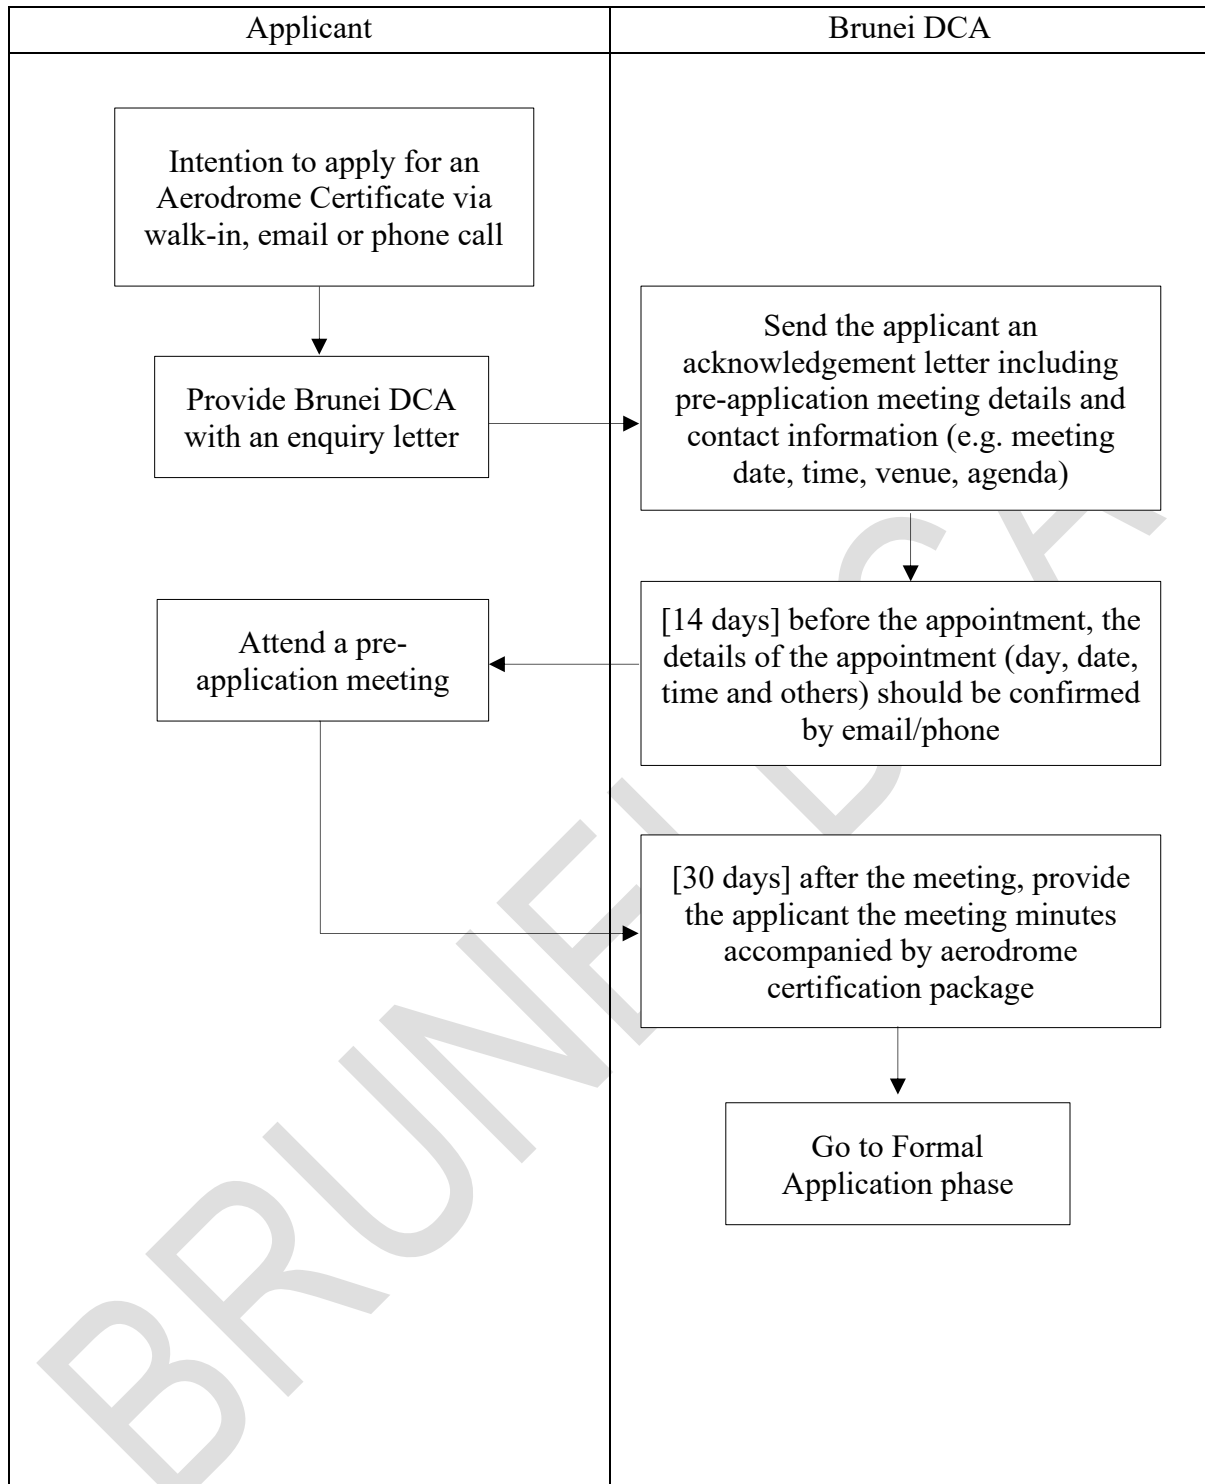 Applicant
Brunei DCA
Intention to apply for an
Aerodrome Certificate via
walk-in, email or phone call
Provide Brunei DCA
with an enquiry letter
Send the applicant an
acknowledgement letter including
pre-application meeting details and
contact information (e.g. meeting
date, time, venue, agenda)
[14 days] before the appointment, the
details of the appointment (day, date,
time and others) should be confirmed
by email/phone
Attend a pre-
application meeting
[30 days] after the meeting, provide
the applicant the meeting minutes
accompanied by aerodrome
certification package
Go to Formal
Application phase
BRUNEI DCA